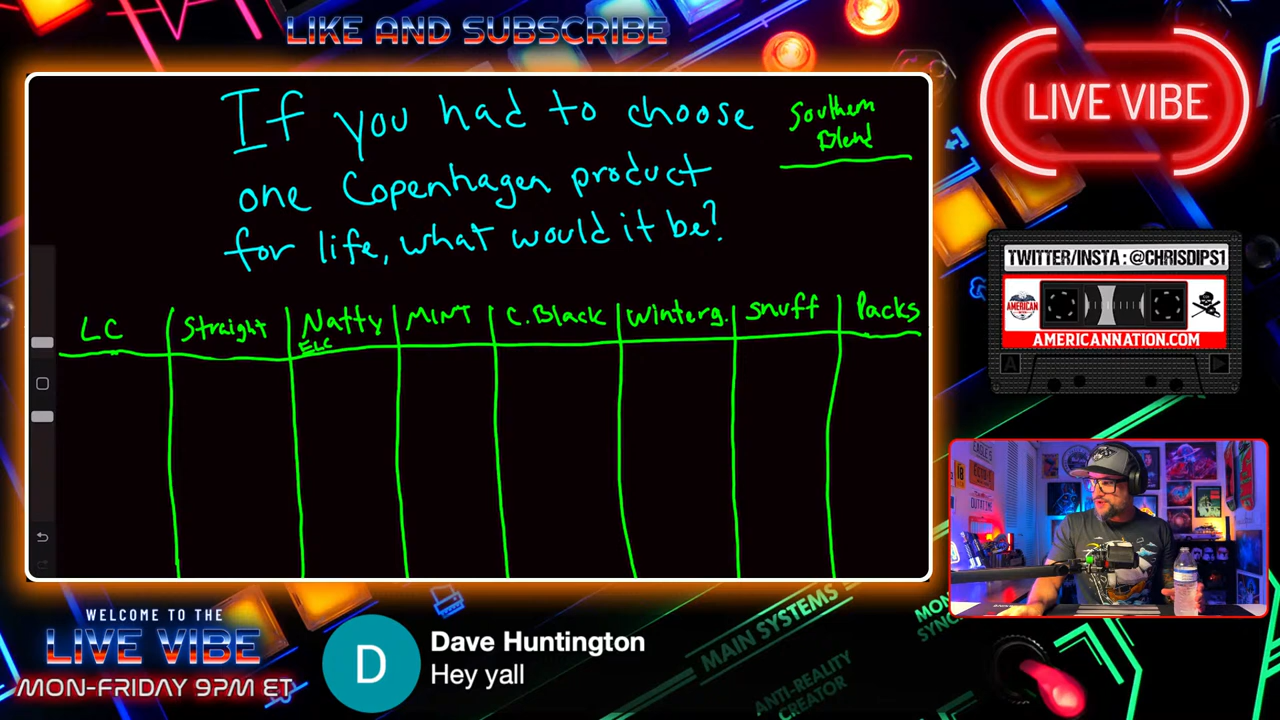 LIKE AND SUBSCRIBE
If you had to choose
one Copenhagen product
for life, what would it be?
Southern
Blend
LC
Straight
Natty
ELC
MINT
C. Black
Winterg.
Snuff
Packs
LIVE VIBE
TWITTER/INSTA : @CHRISDIPS1
AMERICANNATION.COM
A
WELCOME TO THE
LIVE VIBE
MON-FRIDAY 9PM ET
D
Dave Huntington
Hey yall
MAIN SYSTEMS
ANTI-REALITY
CREATOR